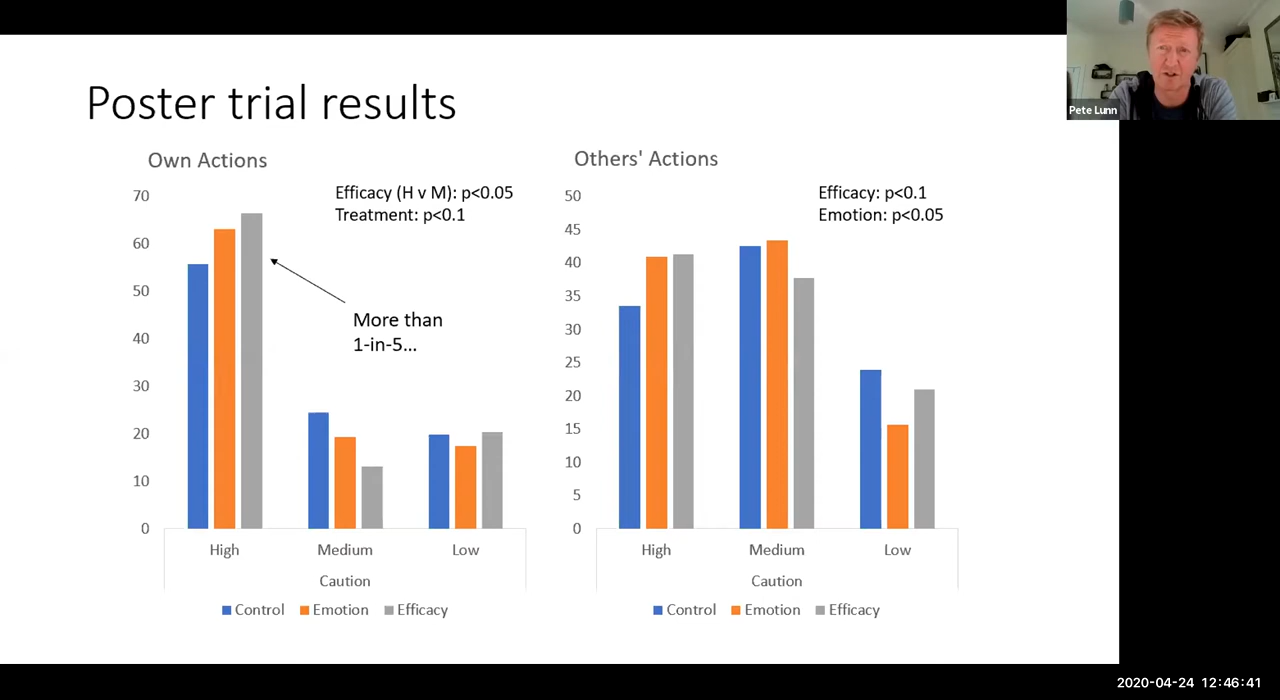 Poster trial results
Pete Lunn
Own Actions
Efficacy (H v M): p<0.05
Treatment: p<0.1
70
60
50
40
30
20
10
0
More than
1-in-5...
High Medium Low
Caution
Control Emotion Efficacy
Others' Actions
Efficacy: p<0.1
Emotion: p<0.05
50
45
40
35
30
25
20
15
10
5
0
High Medium Low
Caution
Control Emotion Efficacy
2020-04-24 12:46:41